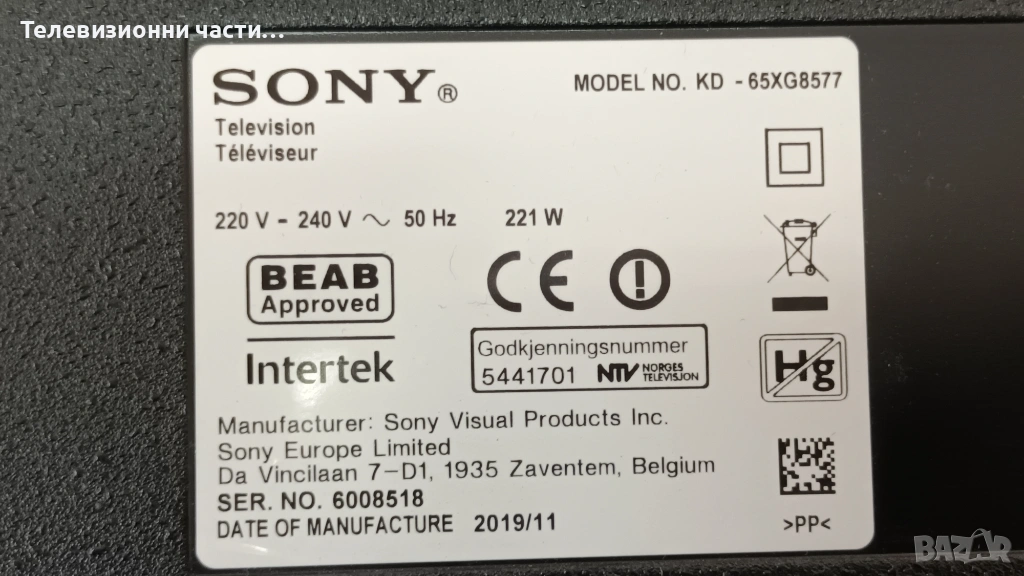 Телевизионни части...
SONY®
MODEL NO. KD - 65XG8577
Television
Téléviseur
220 V - 240 V ~ 50 Hz 221 W
BEAB
Approved
CE
Intertek
Godkjenningsnummer
5441701 NTV NORGES TELEVISJON
Hg
Manufacturer: Sony Visual Products Inc.
Sony Europe Limited
Da Vincilaan 7-D1, 1935 Zaventem, Belgium
SER. NO. 6008518
DATE OF MANUFACTURE 2019/11
>PP<
BAZAR